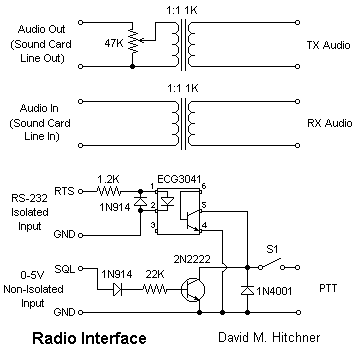 1:1 1K
Audio Out
(Sound Card
Line Out)
47K
TX Audio
1:1 1K
Audio In
(Sound Card
Line In)
RX Audio
ECG3041
1.2K
RTS
1
6
RS-232
Isolated
Input
1N914
2
5
3
4
GND
2N2222
S1
SQL
1N914
22K
0-5V
Non-Isolated
Input
1N4001
PTT
GND
Radio Interface
David M. Hitchner